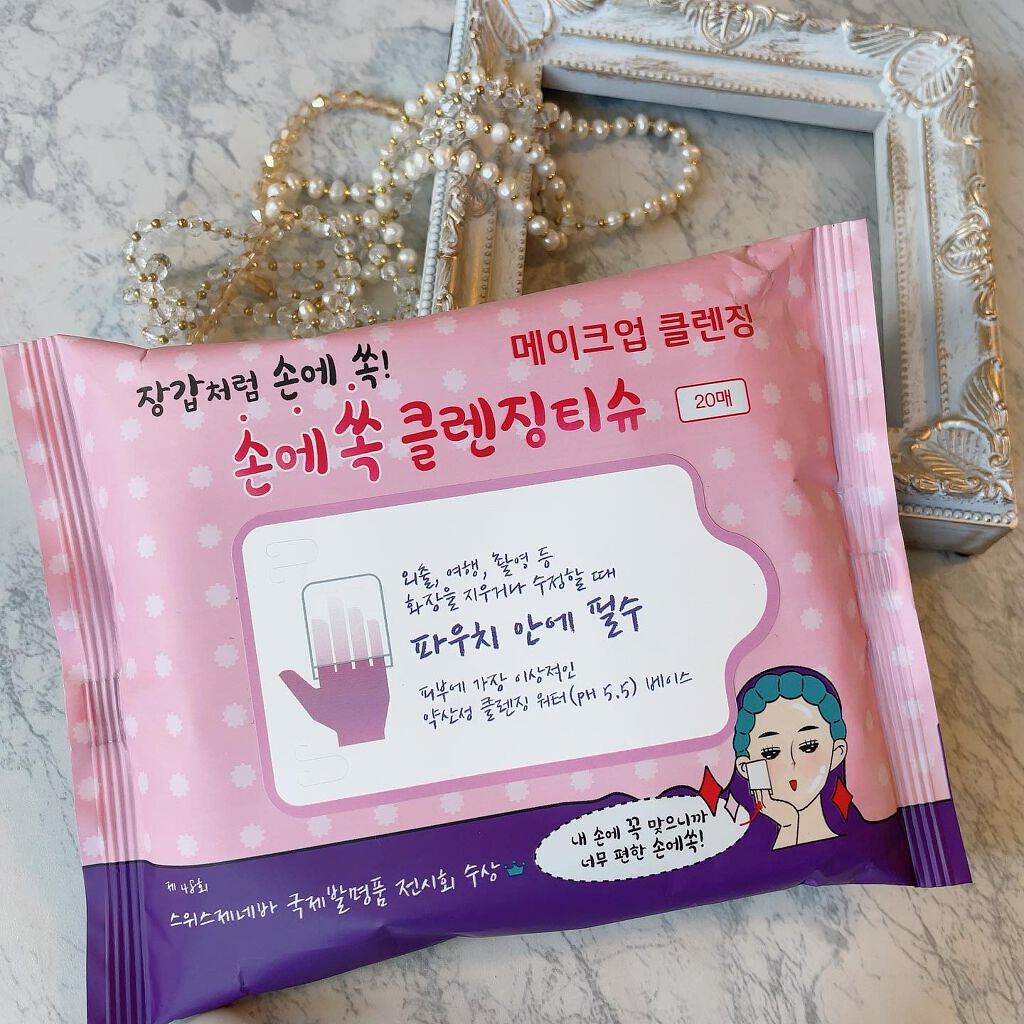 메이크업 클렌징
장갑처럼 손에 쏙!
손에쏙 클렌징티슈
20매
외출, 여행, 촬영 등
화장을 지우거나 수정할 때
파우치 안에 필수
피부에 가장 이상적인
약산성 클렌징 워터(pH 5.5) 베이스
내 손에 꼭 맞으니까
너무 편한 손에쏙!
제 48회
스위스제네바 국제발명품 전시회 수상